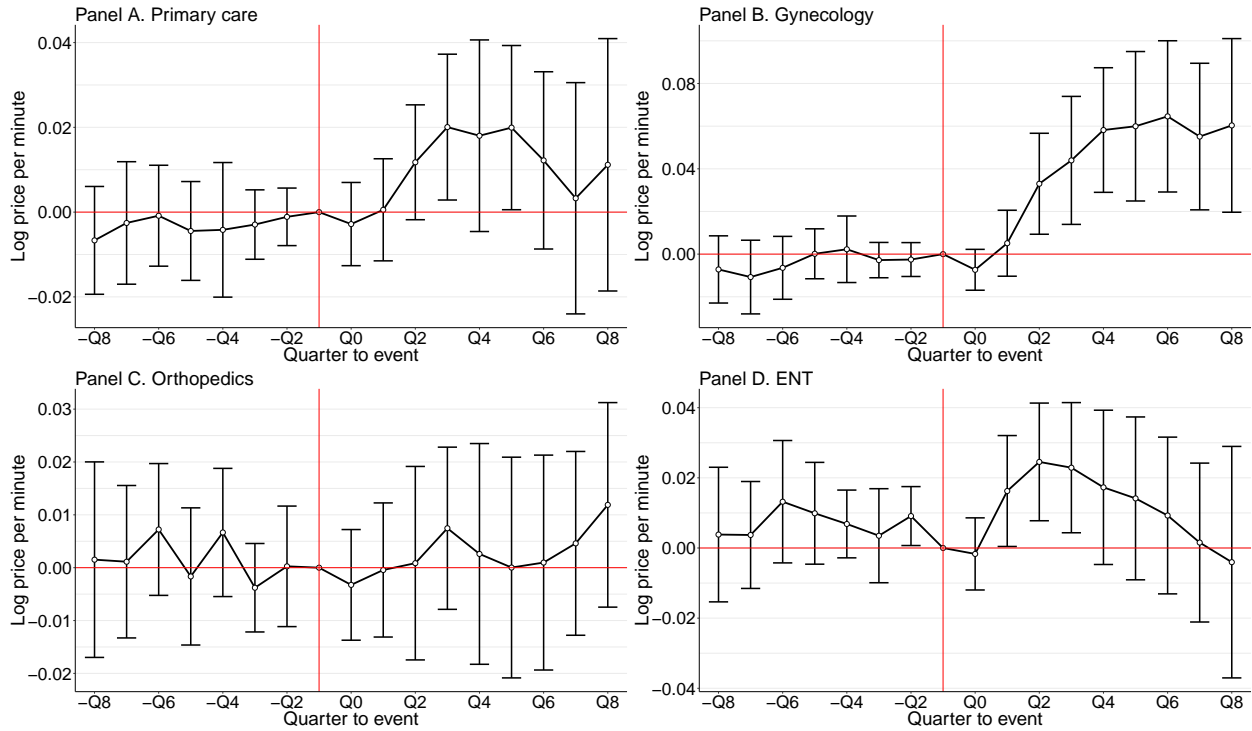 Panel A. Primary care
Log price per minute
0.04
0.02
0.00
−0.02
−Q8 −Q6 −Q4 −Q2 Q0 Q2 Q4 Q6 Q8
Quarter to event
Panel B. Gynecology
Log price per minute
0.08
0.04
0.00
−Q8 −Q6 −Q4 −Q2 Q0 Q2 Q4 Q6 Q8
Quarter to event
Panel C. Orthopedics
Log price per minute
0.03
0.02
0.01
0.00
−0.01
−0.02
−Q8 −Q6 −Q4 −Q2 Q0 Q2 Q4 Q6 Q8
Quarter to event
Panel D. ENT
Log price per minute
0.04
0.02
0.00
−0.02
−0.04
−Q8 −Q6 −Q4 −Q2 Q0 Q2 Q4 Q6 Q8
Quarter to event